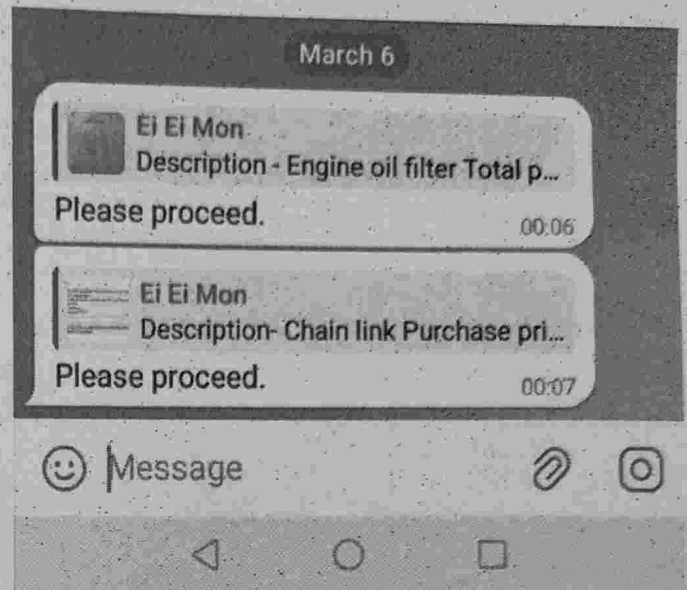 March 6
Ei Ei Mon
Description - Engine oil filter Total p...
Please proceed.
00:06
Ei Ei Mon
Description- Chain link Purchase pri...
Please proceed.
00:07
Message